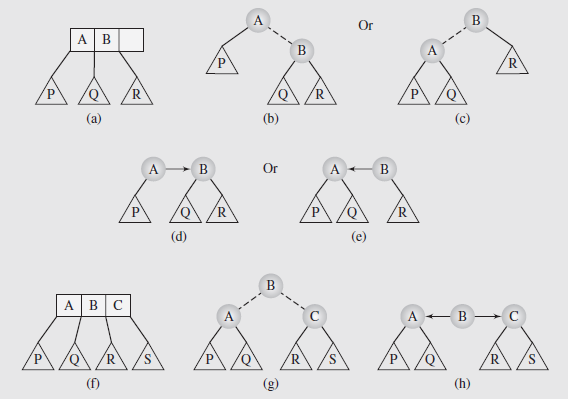 A B
P Q R
(a)
A
B
P
Q R
(b)
Or
B
A
R
P Q
(c)
A B
P Q R
(d)
Or
A B
P Q R
(e)
A B C
P Q R S
(f)
B
A C
P Q R S
(g)
A B C
P Q R S
(h)